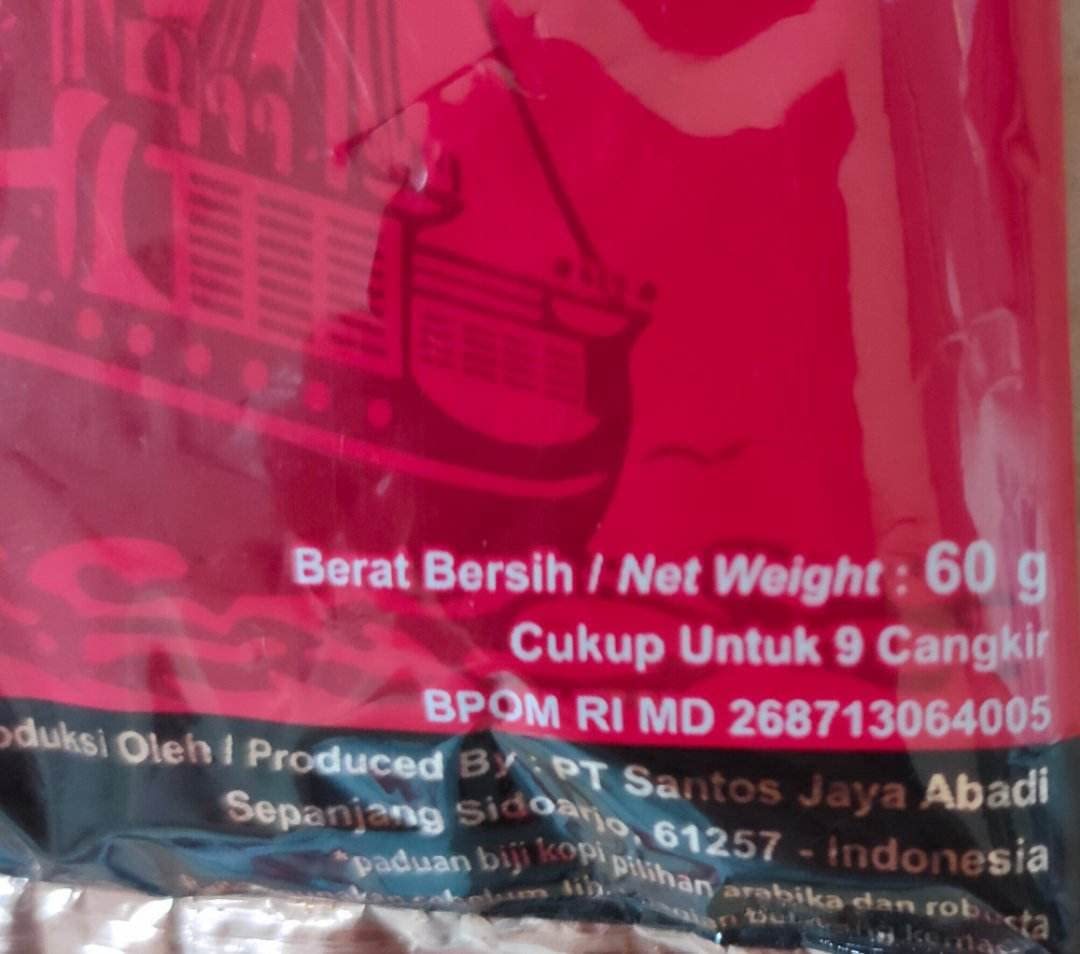 Berat Bersih / Net Weight : 60 g
Cukup Untuk 9 Cangkir
BPOM RI MD 268713064005
oduksi Oleh / Produced By : PT Santos Jaya Abadi
Sepanjang Sidoarjo, 61257 - Indonesia
*paduan biji kopi pilihan arabika dan robusta